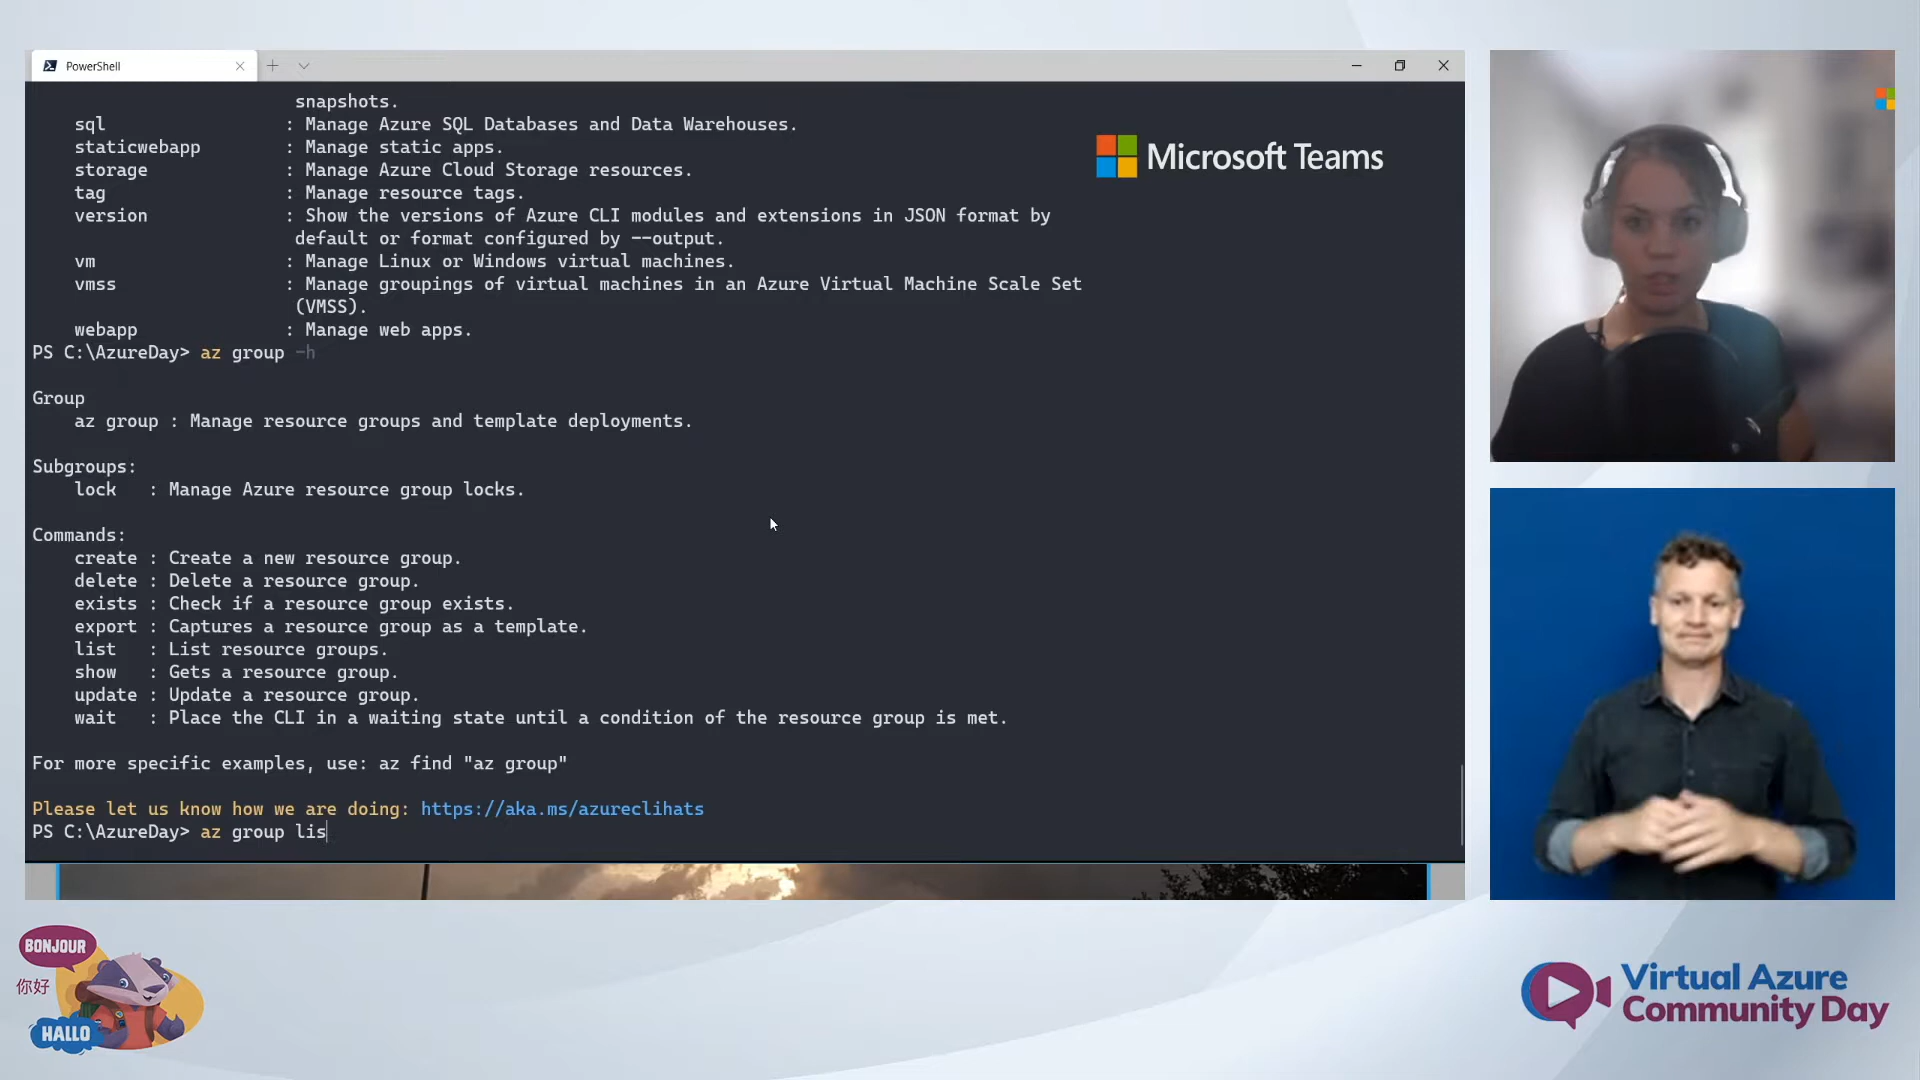 PowerShell
snapshots.
sql : Manage Azure SQL Databases and Data Warehouses.
staticwebapp : Manage static apps.
storage : Manage Azure Cloud Storage resources.
tag : Manage resource tags.
version : Show the versions of Azure CLI modules and extensions in JSON format by
default or format configured by --output.
vm : Manage Linux or Windows virtual machines.
vmss : Manage groupings of virtual machines in an Azure Virtual Machine Scale Set
(VMSS).
webapp : Manage web apps.
PS C:\AzureDay> az group -h
Group
az group : Manage resource groups and template deployments.
Subgroups:
lock : Manage Azure resource group locks.
Commands:
create : Create a new resource group.
delete : Delete a resource group.
exists : Check if a resource group exists.
export : Captures a resource group as a template.
list : List resource groups.
show : Gets a resource group.
update : Update a resource group.
wait : Place the CLI in a waiting state until a condition of the resource group is met.
For more specific examples, use: az find "az group"
Please let us know how we are doing: https://aka.ms/azureclihats
PS C:\AzureDay> az group lis
Microsoft Teams
BONJOUR
你好
HALLO
Virtual Azure
Community Day